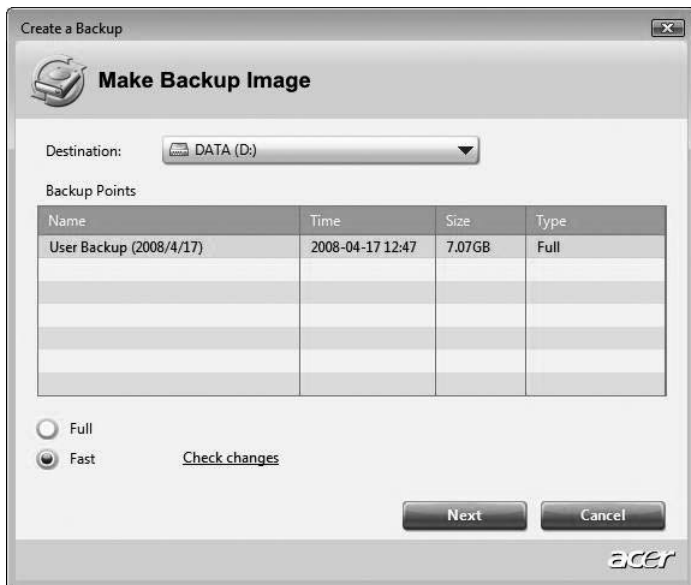 Create a Backup
Make Backup Image
Destination: DATA (D:)
Backup Points
Name Time Size Type
User Backup (2008/4/17) 2008-04-17 12:47 7.07GB Full
Full
Fast Check changes
Next Cancel
acer